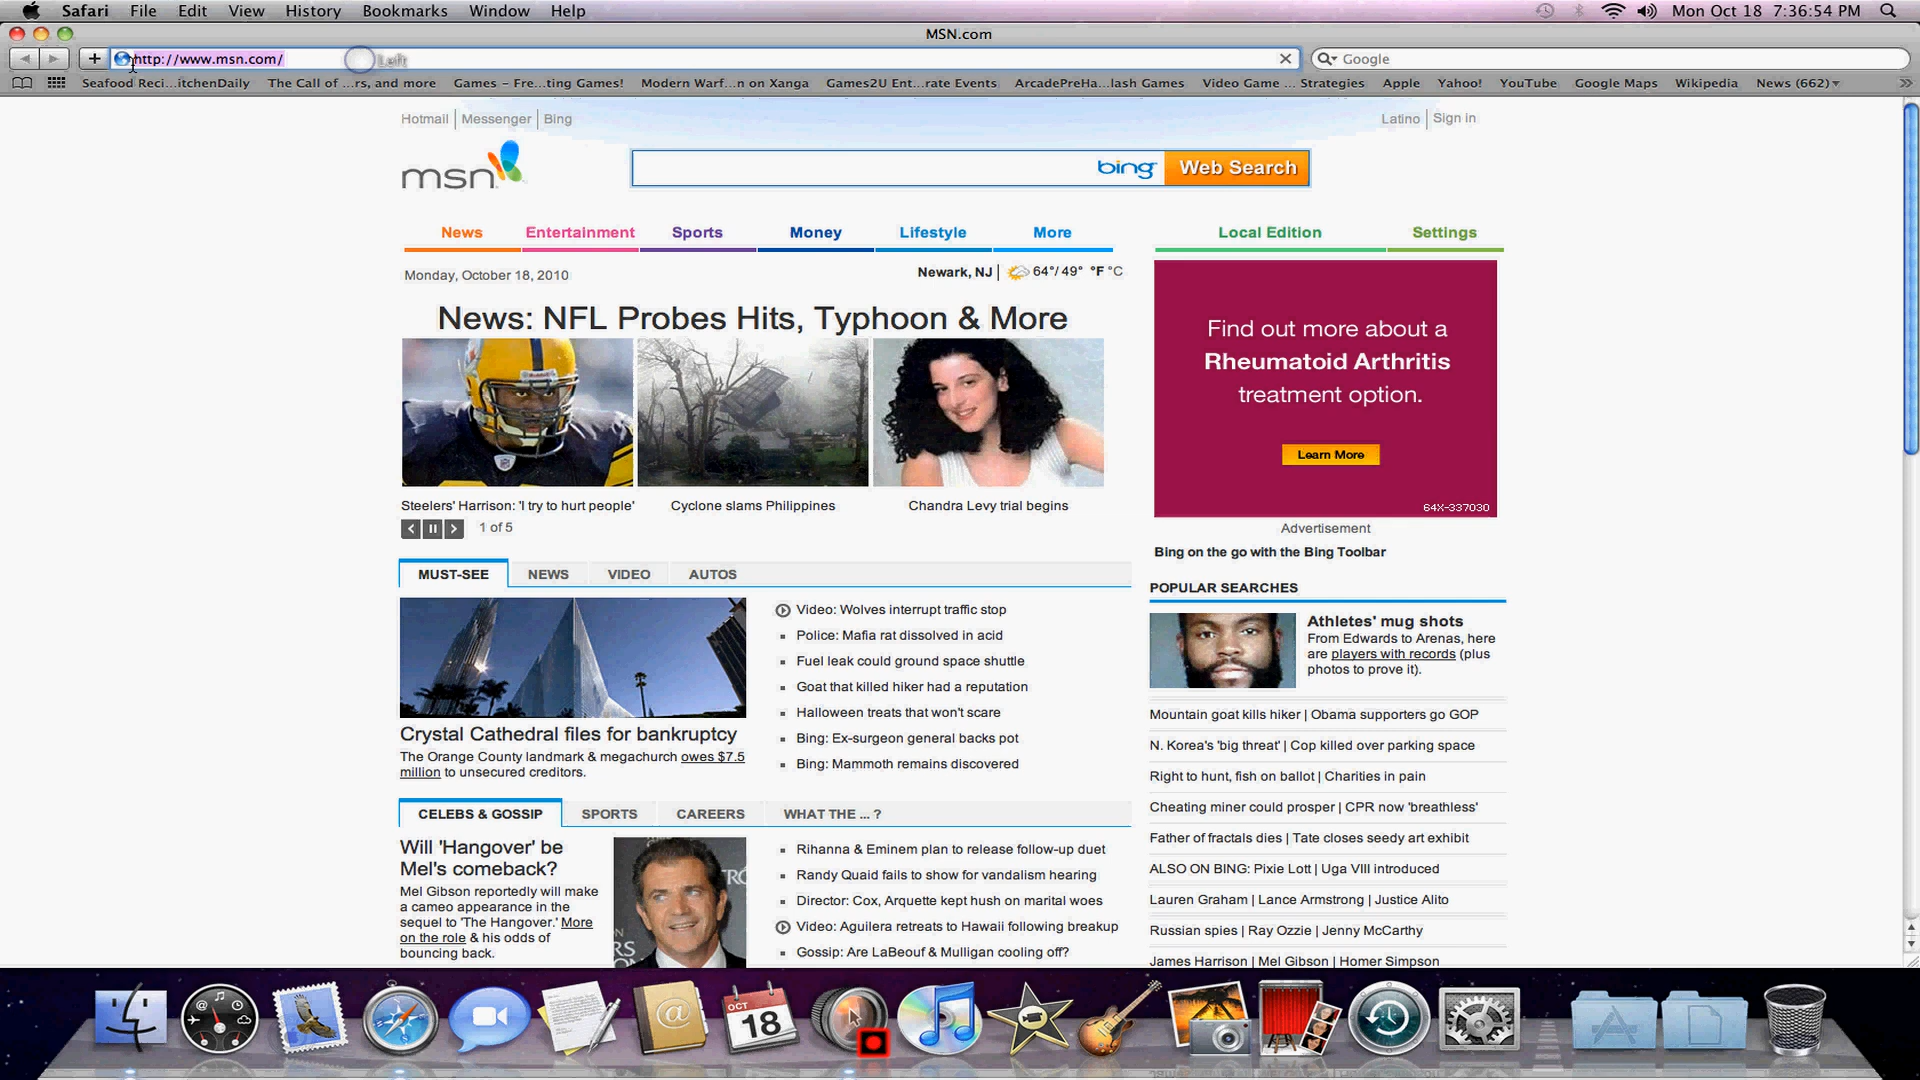 Safari File Edit View History Bookmarks Window Help
Mon Oct 18 7:36:54 PM
MSN.com
http://www.msn.com/
Left
Google
Seafood Reci...itchenDaily The Call of ...rs, and more Games – Fre...ting Games! Modern Warf...n on Xanga Games2U Ent...rate Events ArcadePreHa...lash Games Video Game ... Strategies Apple Yahoo! YouTube Google Maps Wikipedia News (662)
Hotmail Messenger Bing
Latino Sign in
msn
bing Web Search
News Entertainment Sports Money Lifestyle More
Local Edition Settings
Monday, October 18, 2010
Newark, NJ 64°/ 49° °F °C
News: NFL Probes Hits, Typhoon & More
Steelers' Harrison: 'I try to hurt people'
Cyclone slams Philippines
Chandra Levy trial begins
1 of 5
Find out more about a
Rheumatoid Arthritis
treatment option.
Learn More
64X-337030
Advertisement
Bing on the go with the Bing Toolbar
MUST-SEE NEWS VIDEO AUTOS
Crystal Cathedral files for bankruptcy
The Orange County landmark & megachurch owes $7.5
million to unsecured creditors.
Video: Wolves interrupt traffic stop
Police: Mafia rat dissolved in acid
Fuel leak could ground space shuttle
Goat that killed hiker had a reputation
Halloween treats that won't scare
Bing: Ex-surgeon general backs pot
Bing: Mammoth remains discovered
POPULAR SEARCHES
Athletes' mug shots
From Edwards to Arenas, here
are players with records (plus
photos to prove it).
Mountain goat kills hiker | Obama supporters go GOP
N. Korea's 'big threat' | Cop killed over parking space
Right to hunt, fish on ballot | Charities in pain
Cheating miner could prosper | CPR now 'breathless'
Father of fractals dies | Tate closes seedy art exhibit
ALSO ON BING: Pixie Lott | Uga VIII introduced
Lauren Graham | Lance Armstrong | Justice Alito
Russian spies | Ray Ozzie | Jenny McCarthy
James Harrison | Mel Gibson | Homer Simpson
CELEBS & GOSSIP SPORTS CAREERS WHAT THE ... ?
Will 'Hangover' be
Mel's comeback?
Mel Gibson reportedly will make
a cameo appearance in the
sequel to 'The Hangover.' More
on the role & his odds of
bouncing back.
Rihanna & Eminem plan to release follow-up duet
Randy Quaid fails to show for vandalism hearing
Director: Cox, Arquette kept hush on marital woes
Video: Aguilera retreats to Hawaii following breakup
Gossip: Are LaBeouf & Mulligan cooling off?
OCT
18